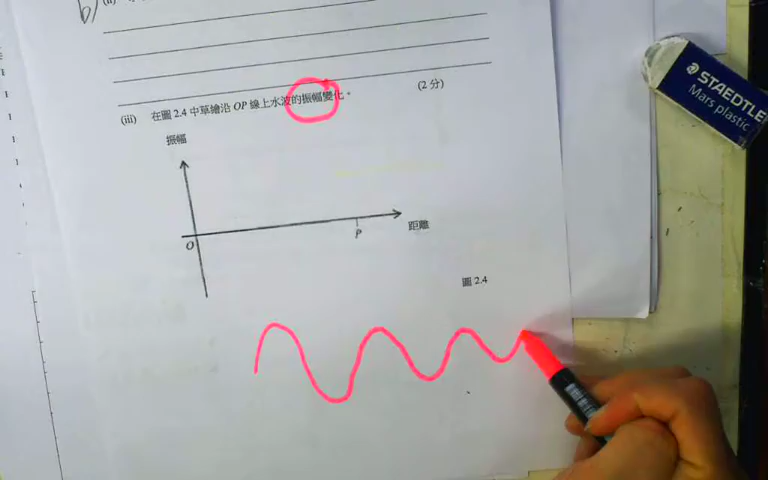 b)
(iii) 在圖 2.4 中草繪沿 OP 線上水波的振幅變化。 (2 分)
振幅
O
P
距離
圖 2.4
STAEDTLER
Mars plastic